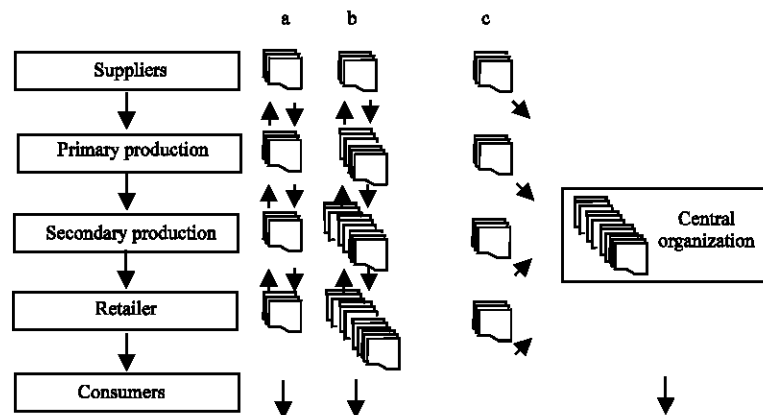 a b c
Suppliers
Primary production
Secondary production
Central
organization
Retailer
Consumers